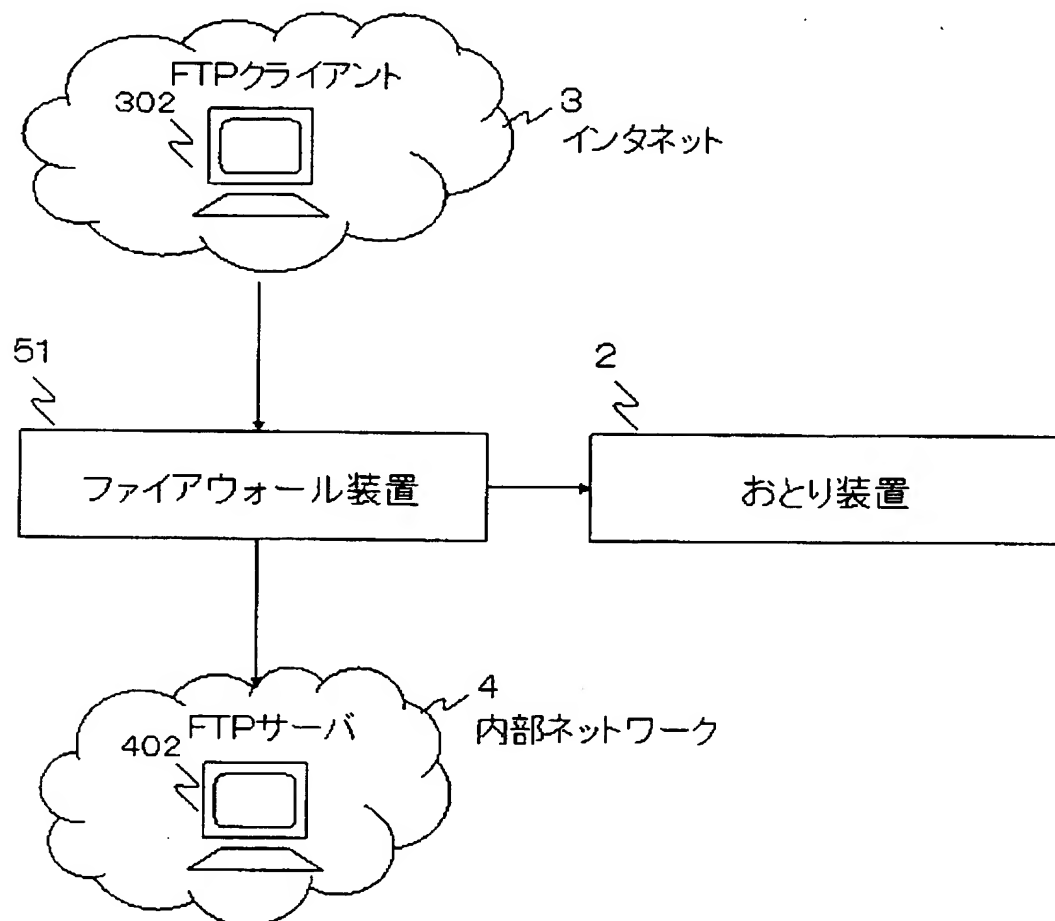 FTPクライアント
302
3
インタネット
51
2
ファイアウォール装置
おとり装置
4
FTPサーバ
内部ネットワーク
402